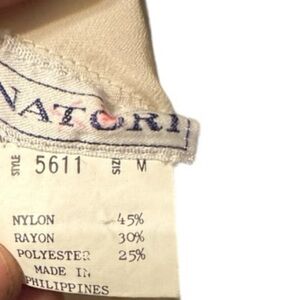 NATORI
STYLE 5611 SIZE M
NYLON 45%
RAYON 30%
POLYESTER 25%
MADE IN
PHILIPPINES